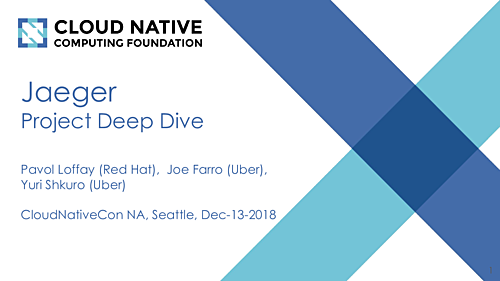 CLOUD NATIVE
COMPUTING FOUNDATION
Jaeger
Project Deep Dive
Pavol Loffay (Red Hat), Joe Farro (Uber),
Yuri Shkuro (Uber)
CloudNativeCon NA, Seattle, Dec-13-2018